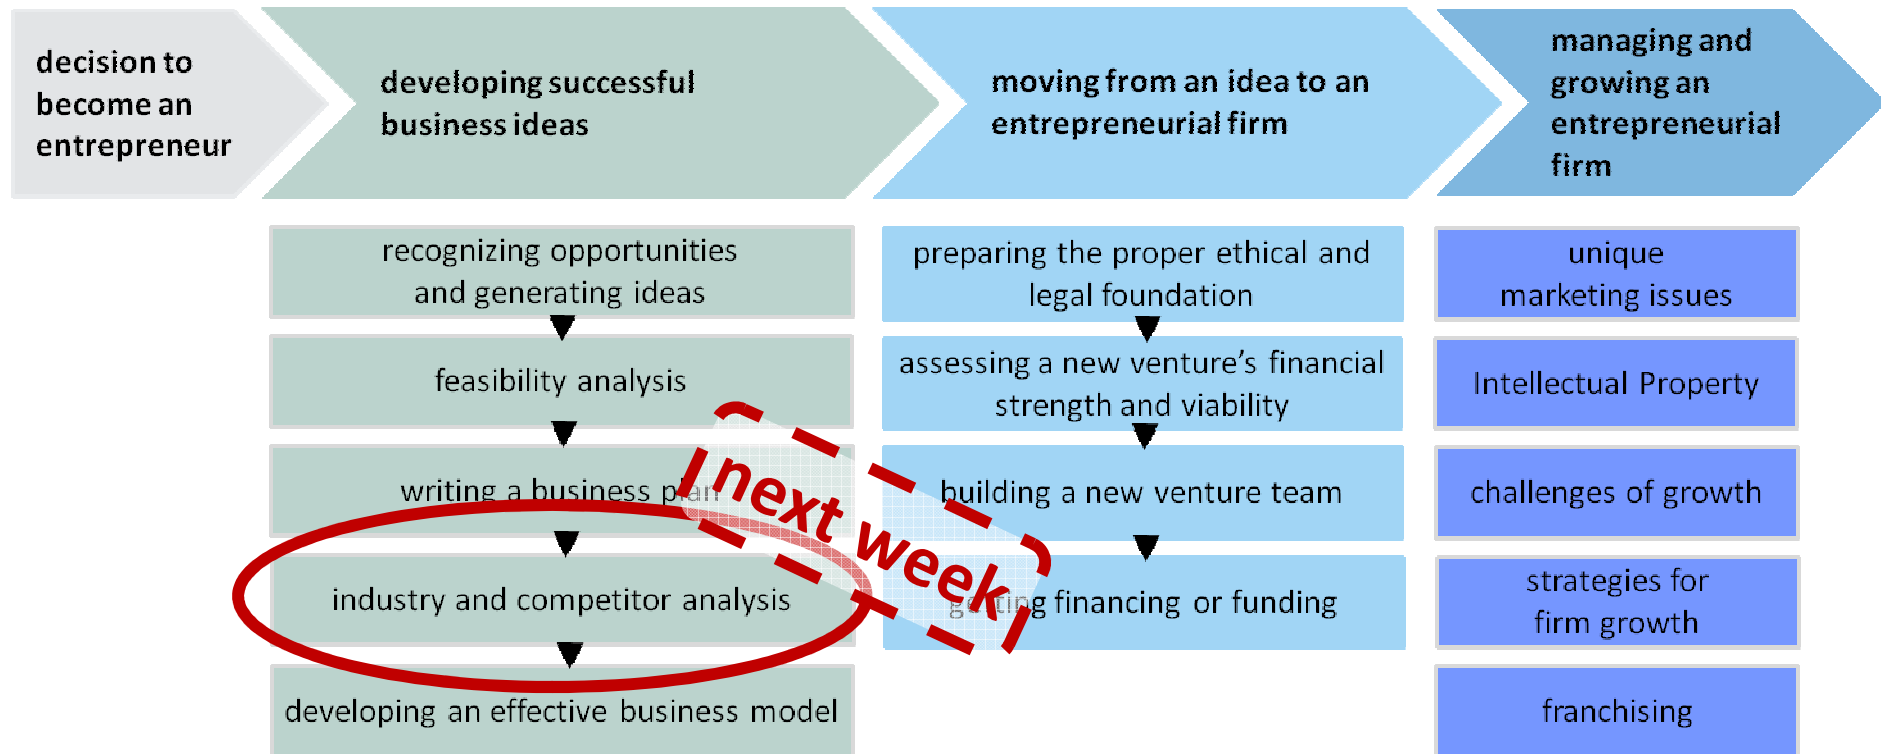 decision to
become an
entrepreneur
developing successful
business ideas
moving from an idea to an
entrepreneurial firm
managing and
growing an
entrepreneurial
firm
recognizing opportunities
and generating ideas
feasibility analysis
writing a business plan
industry and competitor analysis
developing an effective business model
preparing the proper ethical and
legal foundation
assessing a new venture's financial
strength and viability
building a new venture team
getting financing or funding
unique
marketing issues
Intellectual Property
challenges of growth
strategies for
firm growth
franchising
next week